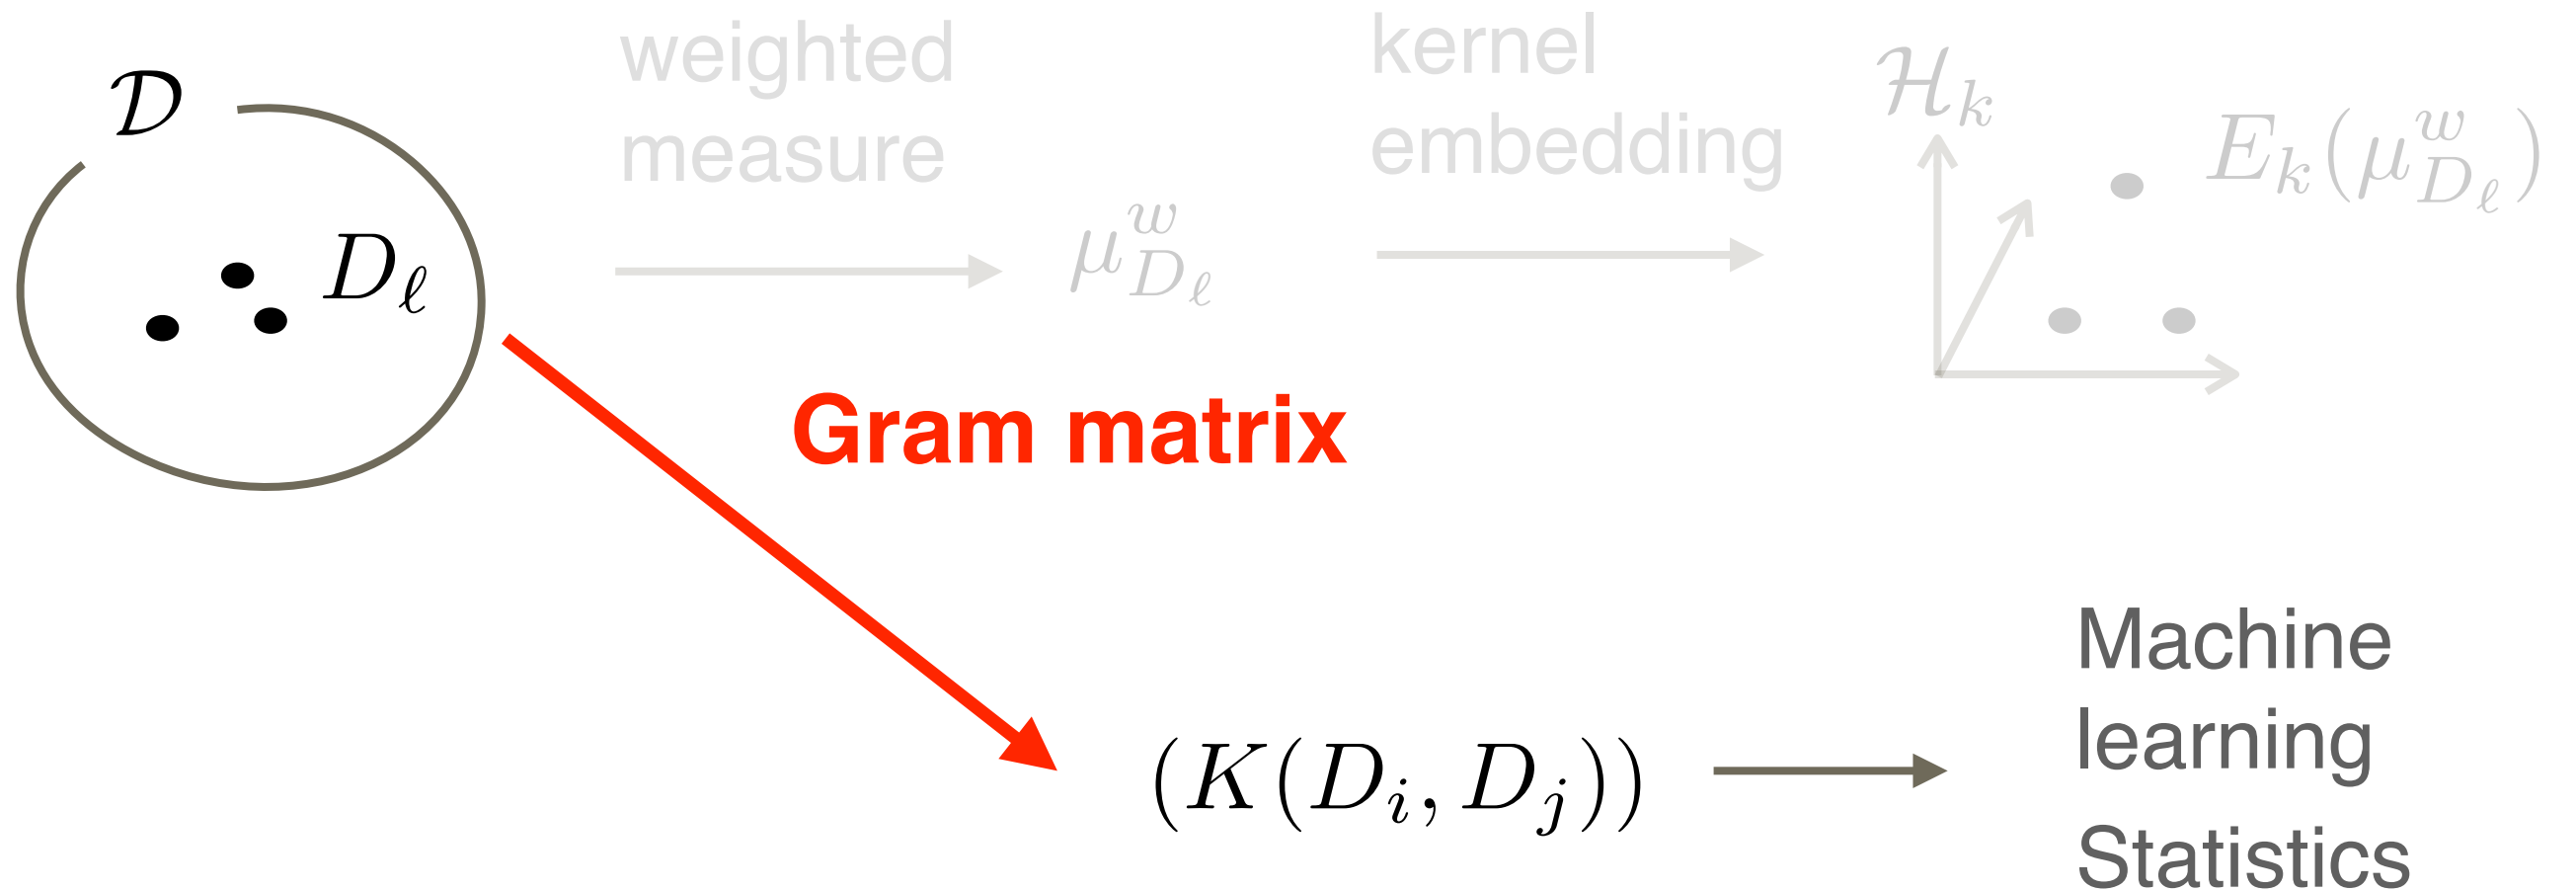 𝒟
D_ℓ
weighted
measure
μ^w_{D_ℓ}
kernel
embedding
ℋ_k
E_k(μ^w_{D_ℓ})
Gram matrix
(K(D_i, D_j))
Machine
learning
Statistics